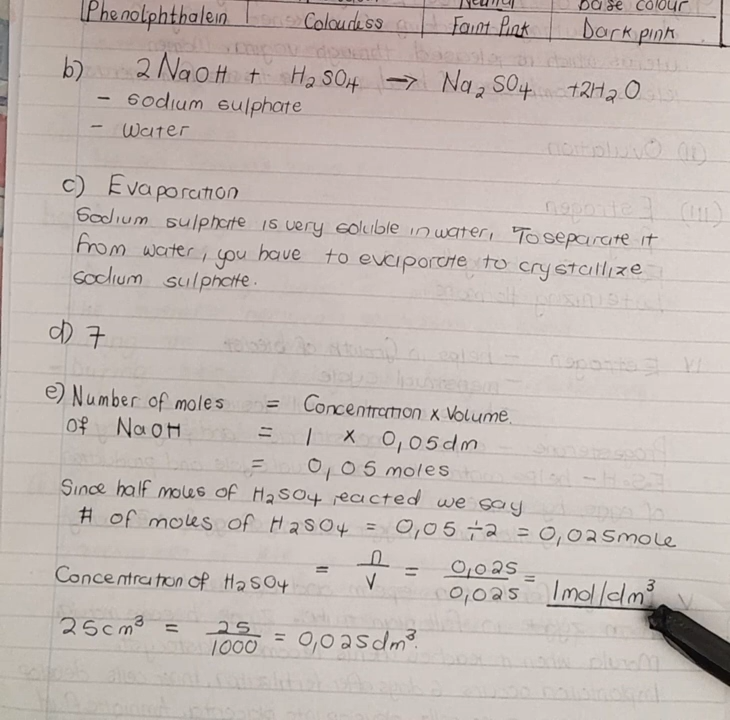 Neutral base colour
Phenolphthalein Colourless Faint Pink Dark pink
b) 2NaOH + H₂SO₄ → Na₂SO₄ +2H₂O
- sodium sulphate
- water
c) Evaporation
Sodium sulphate is very soluble in water, To separate it
from water, you have to evaporate to crystallize
sodium sulphate.
d) 7
e) Number of moles = Concentration x Volume.
of NaOH = 1 x 0,05dm
= 0,05 moles
Since half moles of H₂SO₄ reacted we say
# of moles of H₂SO₄ = 0,05 ÷2 = 0,025mole
Concentration of H₂SO₄ = n/V = 0,025/0,025 = 1mol/dm³
25cm³ = 25/1000 = 0,025dm³.